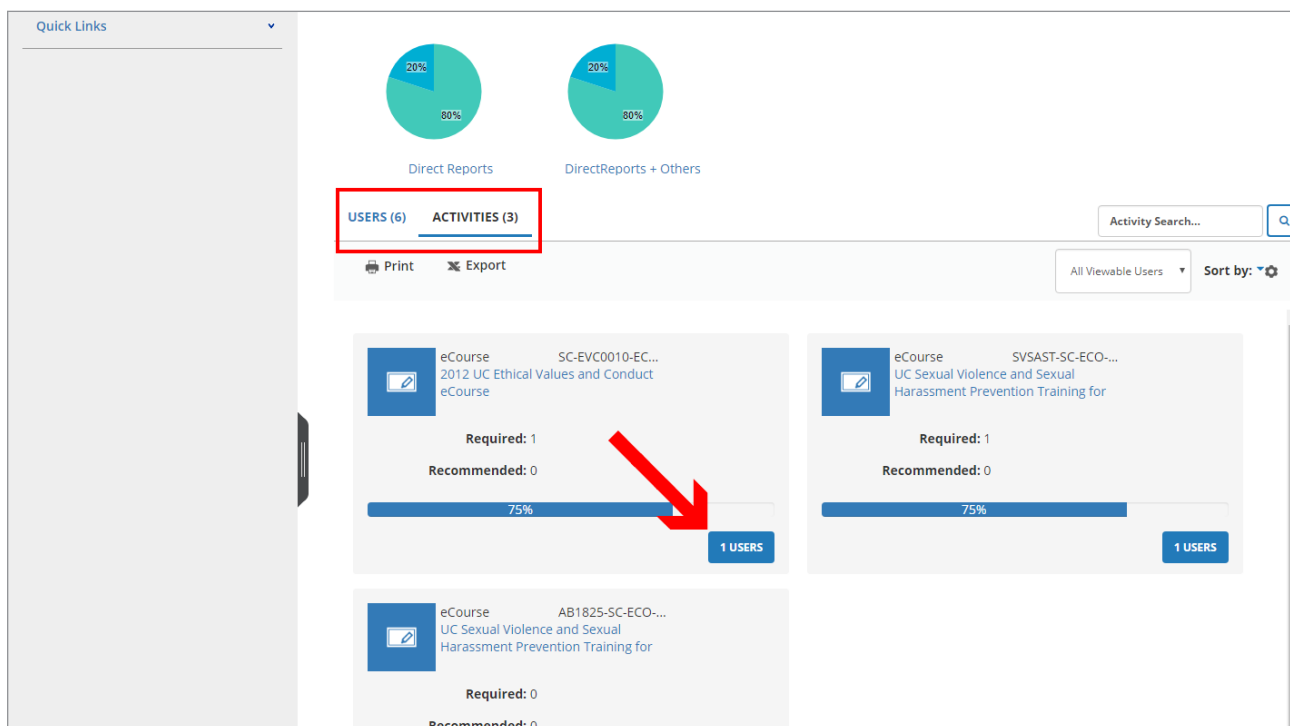 Quick Links
20%
80%
20%
80%
Direct Reports
DirectReports + Others
USERS (6)
ACTIVITIES (3)
Activity Search...
Print
Export
All Viewable Users
Sort by:
eCourse SC-EVC0010-EC...
2012 UC Ethical Values and Conduct
eCourse
Required: 1
Recommended: 0
75%
1 USERS
eCourse SVSAST-SC-ECO-...
UC Sexual Violence and Sexual
Harassment Prevention Training for
Required: 1
Recommended: 0
75%
1 USERS
eCourse AB1825-SC-ECO-...
UC Sexual Violence and Sexual
Harassment Prevention Training for
Required: 0
Recommended: 0